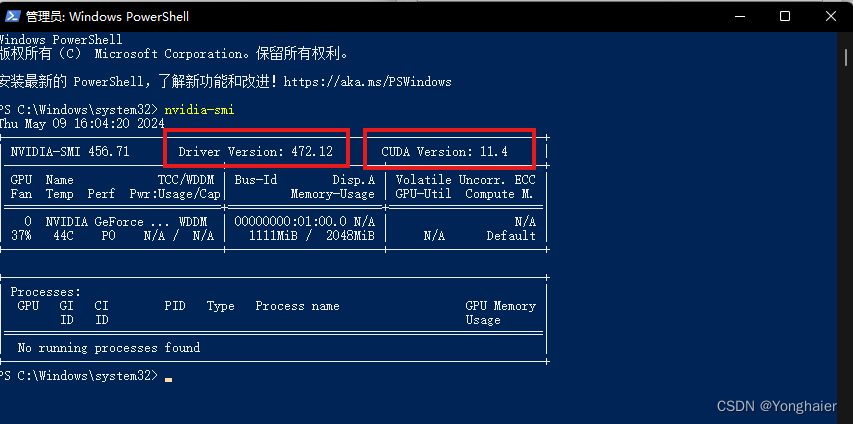 管理员: Windows PowerShell
Windows PowerShell
版权所有（C） Microsoft Corporation。保留所有权利。
安装最新的 PowerShell，了解新功能和改进！https://aka.ms/PSWindows
PS C:\Windows\system32> nvidia-smi
Thu May 09 16:04:20 2024
NVIDIA-SMI 456.71 Driver Version: 472.12 CUDA Version: 11.4
GPU Name TCC/WDDM Bus-Id Disp.A Volatile Uncorr. ECC
Fan Temp Perf Pwr:Usage/Cap Memory-Usage GPU-Util Compute M.
0 NVIDIA GeForce ... WDDM 00000000:01:00.0 N/A N/A
37% 44C P0 N/A / N/A 1111MiB / 2048MiB N/A Default
Processes:
GPU GI CI PID Type Process name GPU Memory
ID ID Usage
No running processes found
PS C:\Windows\system32>
CSDN @Yonghaier